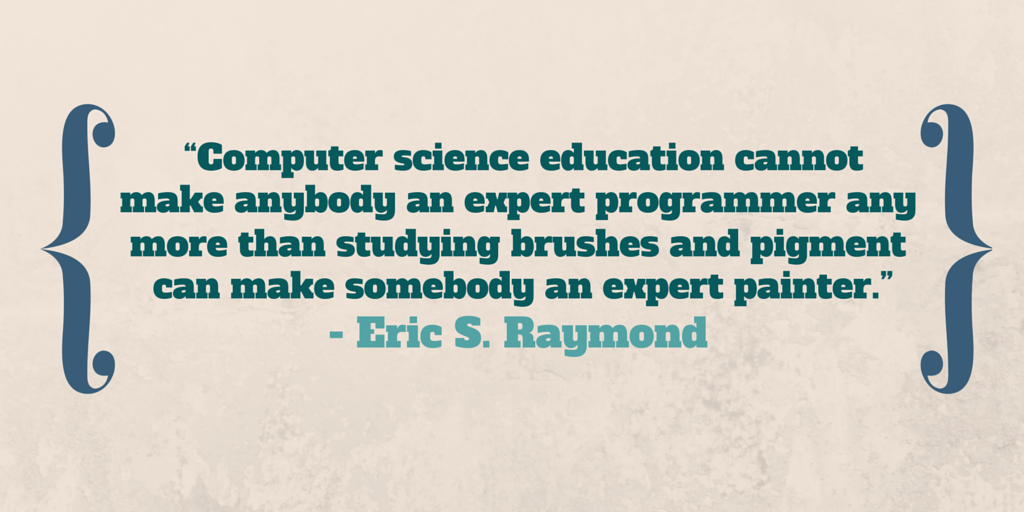 “Computer science education cannot
make anybody an expert programmer any
more than studying brushes and pigment
can make somebody an expert painter.”
- Eric S. Raymond